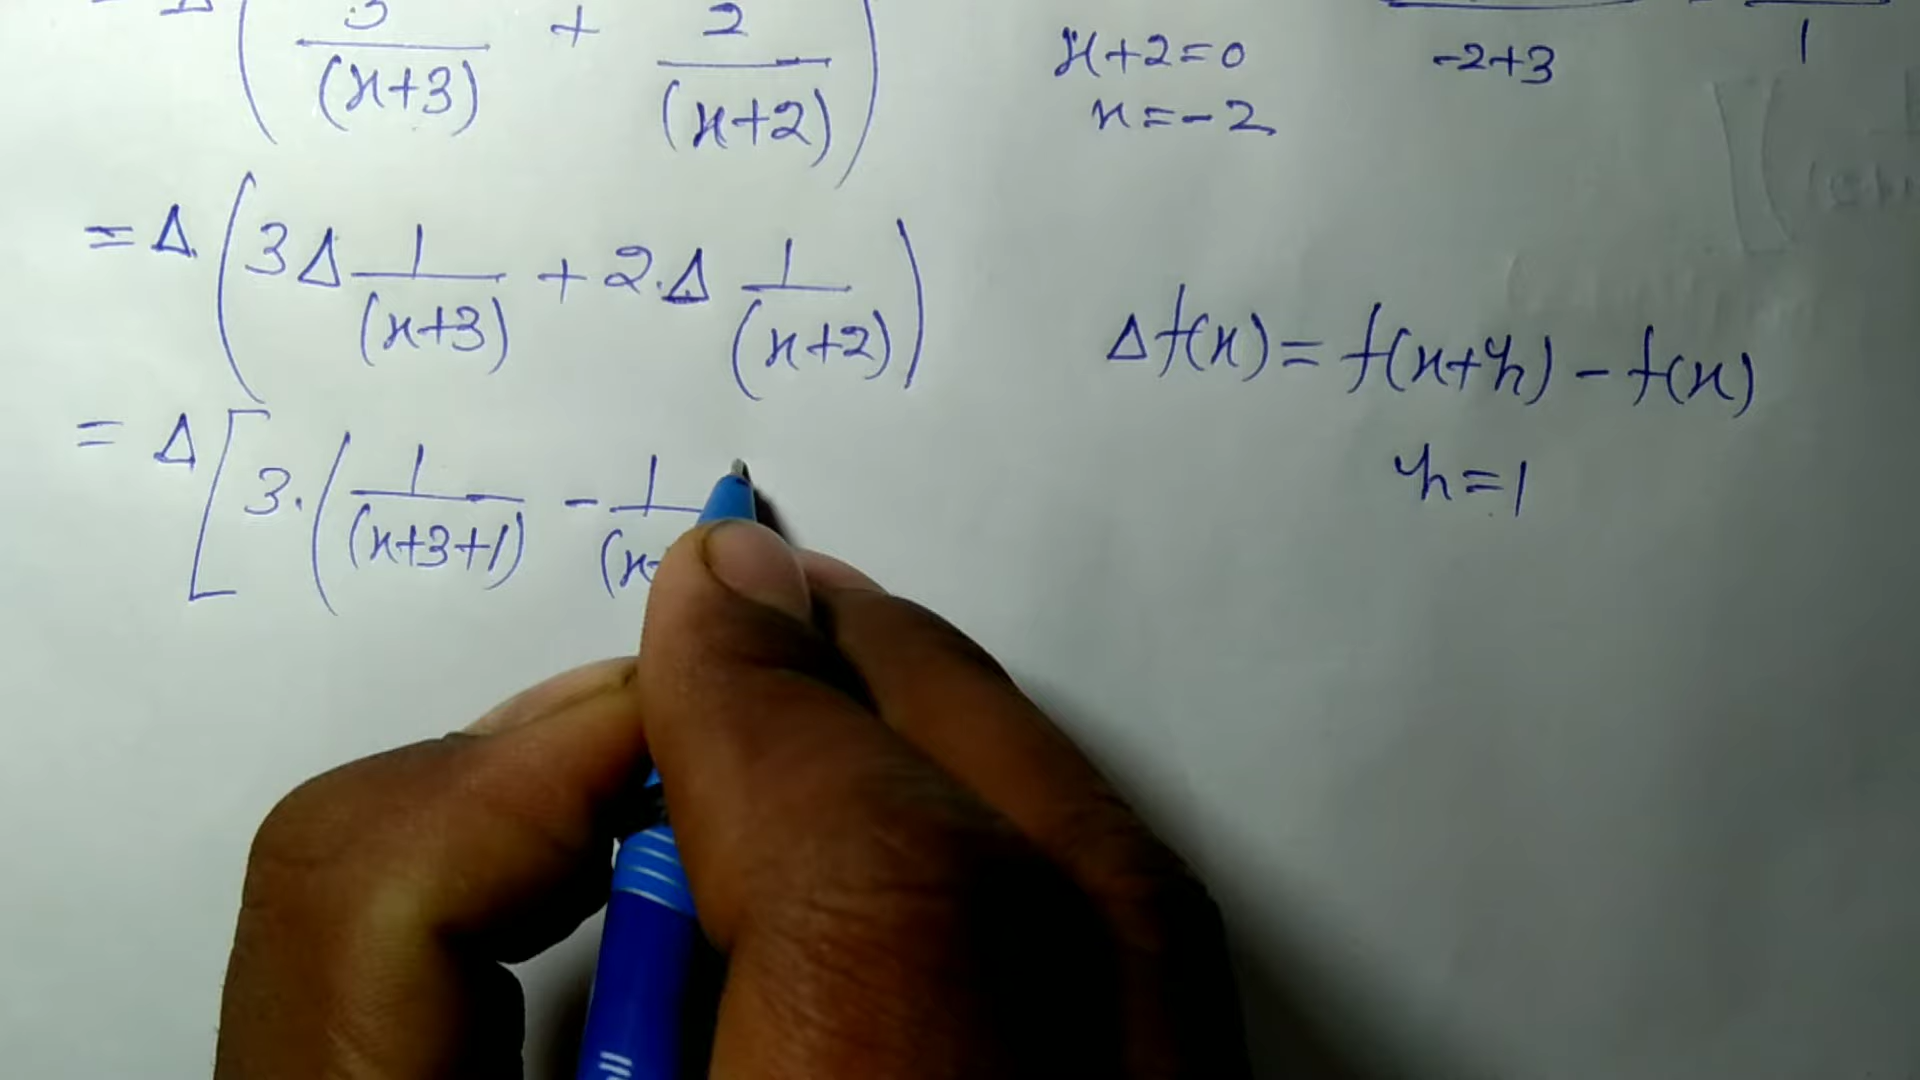 3/(x+3) + 2/(x+2))
x+2=0
x=-2
-2+3
1
=Δ(3Δ 1/(x+3) + 2.Δ 1/(x+2))
Δf(x)=f(x+h)-f(x)
h=1
=Δ[3.(1/(x+3+1) - 1/(x